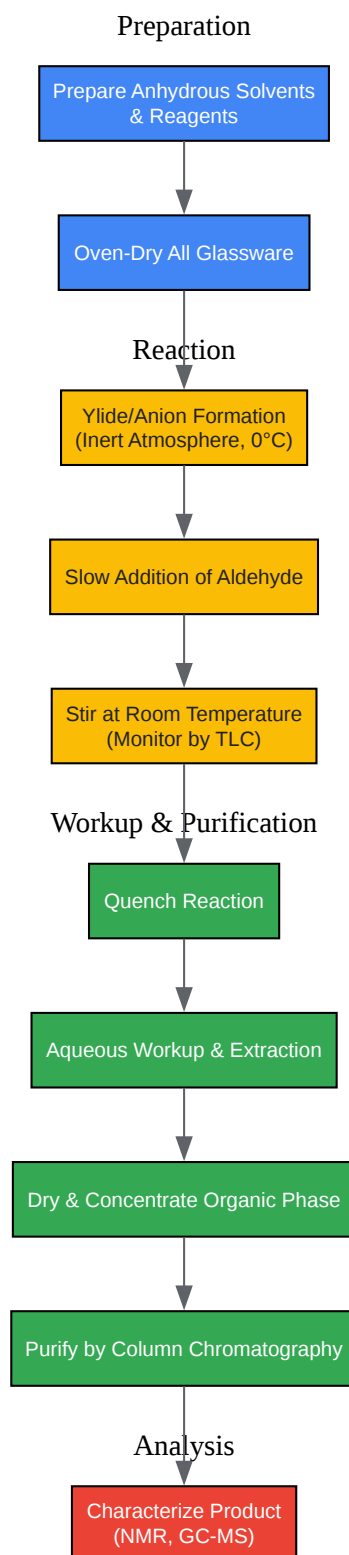 Preparation
Prepare Anhydrous Solvents
& Reagents
Oven-Dry All Glassware
Reaction
Ylide/Anion Formation
(Inert Atmosphere, 0°C)
Slow Addition of Aldehyde
Stir at Room Temperature
(Monitor by TLC)
Workup & Purification
Quench Reaction
Aqueous Workup & Extraction
Dry & Concentrate Organic Phase
Purify by Column Chromatography
Analysis
Characterize Product
(NMR, GC-MS)